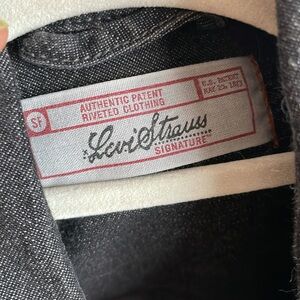 SF
AUTHENTIC PATENT
RIVETED CLOTHING
U.S. PATENT
MAY 20, 1873
Levi Strauss
SIGNATURE